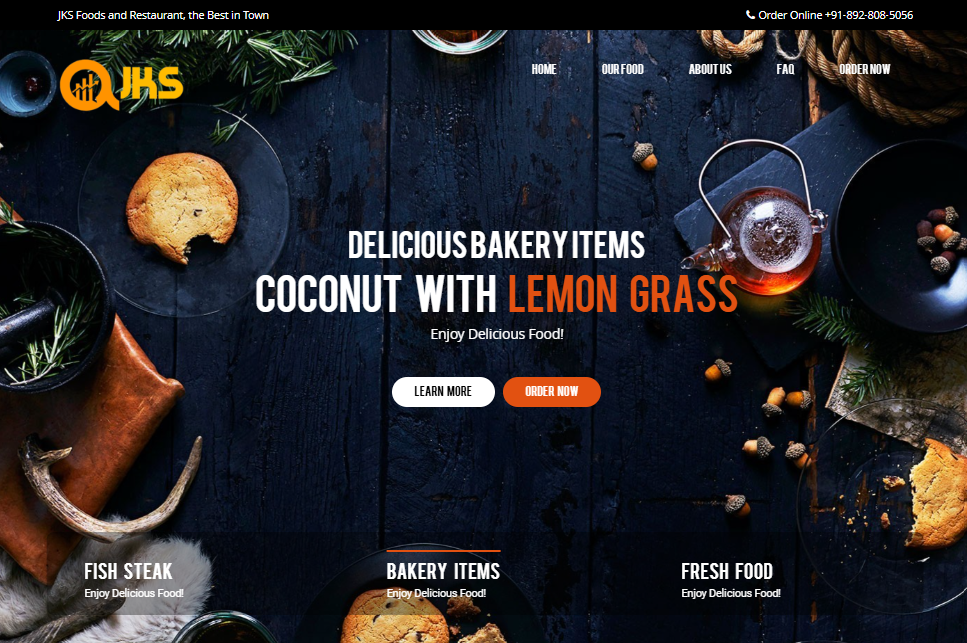 JKS Foods and Restaurant, the Best in Town
Order Online +91-892-808-5056
JKS
HOME OUR FOOD ABOUT US FAQ ORDER NOW
DELICIOUS BAKERY ITEMS
COCONUT WITH LEMON GRASS
Enjoy Delicious Food!
LEARN MORE ORDER NOW
FISH STEAK
Enjoy Delicious Food!
BAKERY ITEMS
Enjoy Delicious Food!
FRESH FOOD
Enjoy Delicious Food!